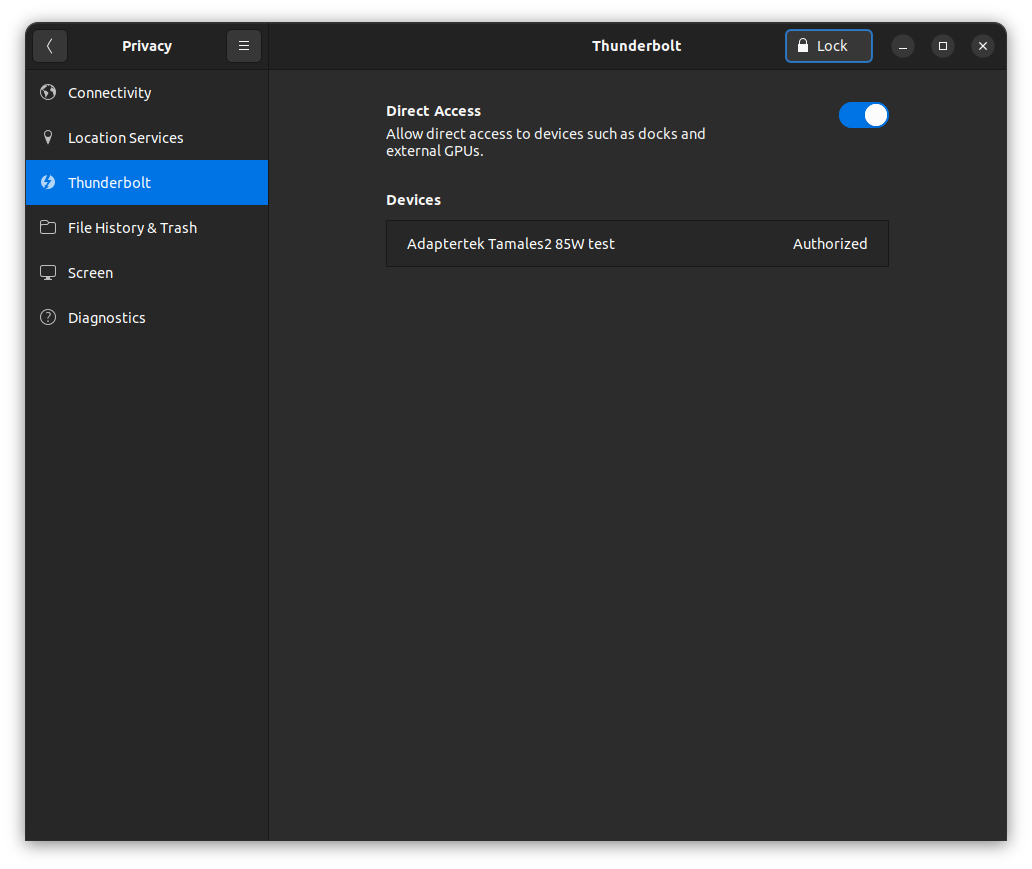 Privacy
Thunderbolt
Lock
Connectivity
Location Services
Thunderbolt
File History & Trash
Screen
Diagnostics
Direct Access
Allow direct access to devices such as docks and
external GPUs.
Devices
Adaptertek Tamales2 85W test
Authorized